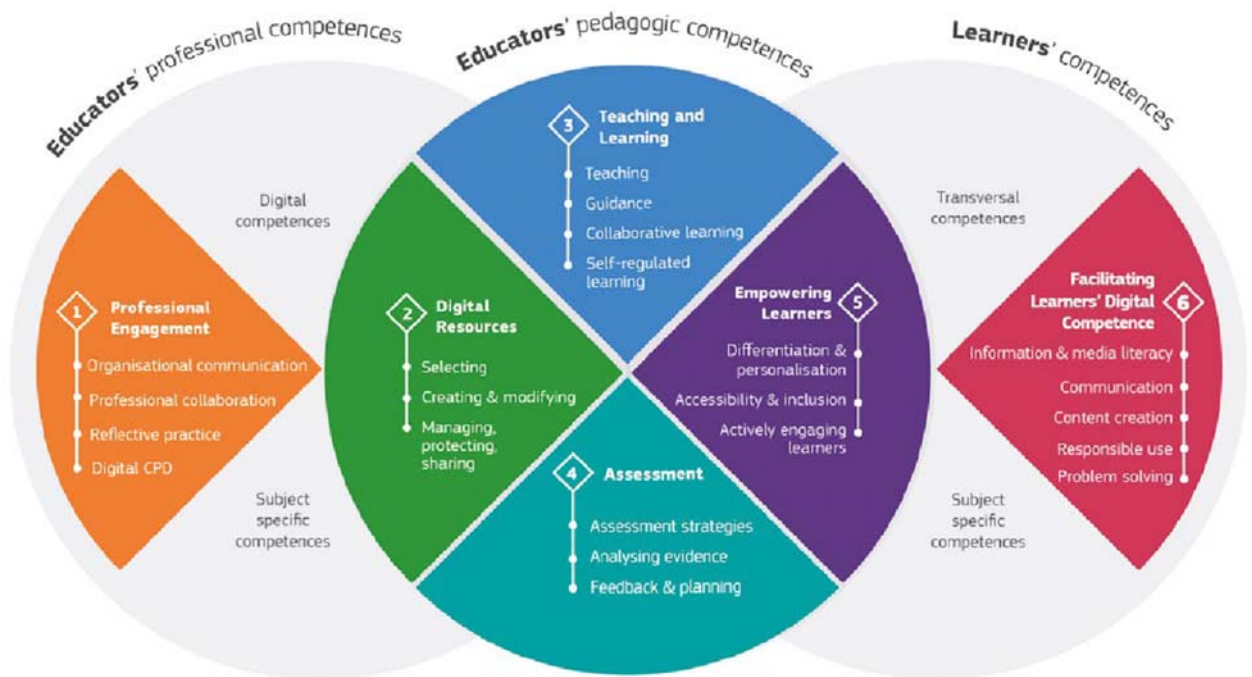 Educators' professional competences
Educators' pedagogic competences
Learners' competences
Digital
competences
Subject
specific
competences
Transversal
competences
Subject
specific
competences
1
Professional
Engagement
Organisational communication
Professional collaboration
Reflective practice
Digital CPD
2
Digital
Resources
Selecting
Creating & modifying
Managing,
protecting,
sharing
3
Teaching and
Learning
Teaching
Guidance
Collaborative learning
Self-regulated
learning
4
Assessment
Assessment strategies
Analysing evidence
Feedback & planning
5
Empowering
Learners
Differentiation &
personalisation
Accessibility & inclusion
Actively engaging
learners
6
Facilitating
Learners' Digital
Competence
Information & media literacy
Communication
Content creation
Responsible use
Problem solving